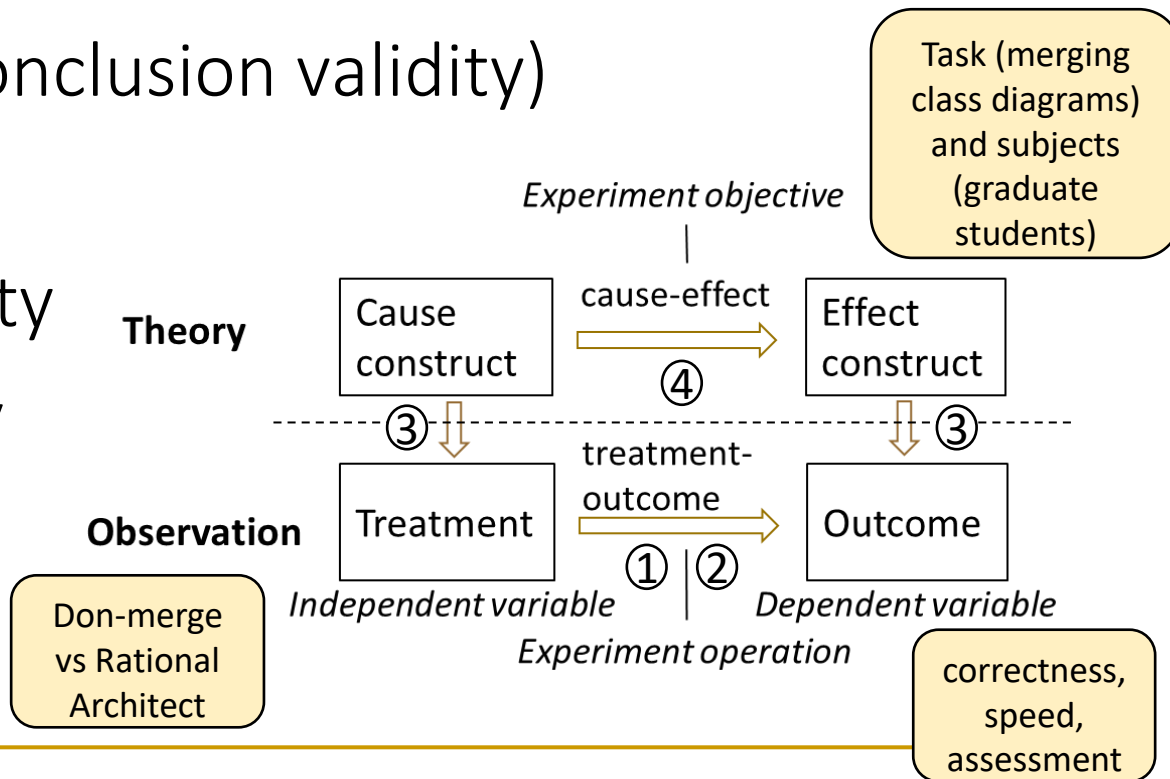 onclusion validity)
ty
Task (merging
class diagrams)
and subjects
(graduate
students)
Experiment objective
Theory
Cause
construct
cause-effect
④
Effect
construct
③
③
Observation
Treatment
treatment-
outcome
① ②
Outcome
Independent variable
Dependent variable
Experiment operation
Don-merge
vs Rational
Architect
correctness,
speed,
assessment